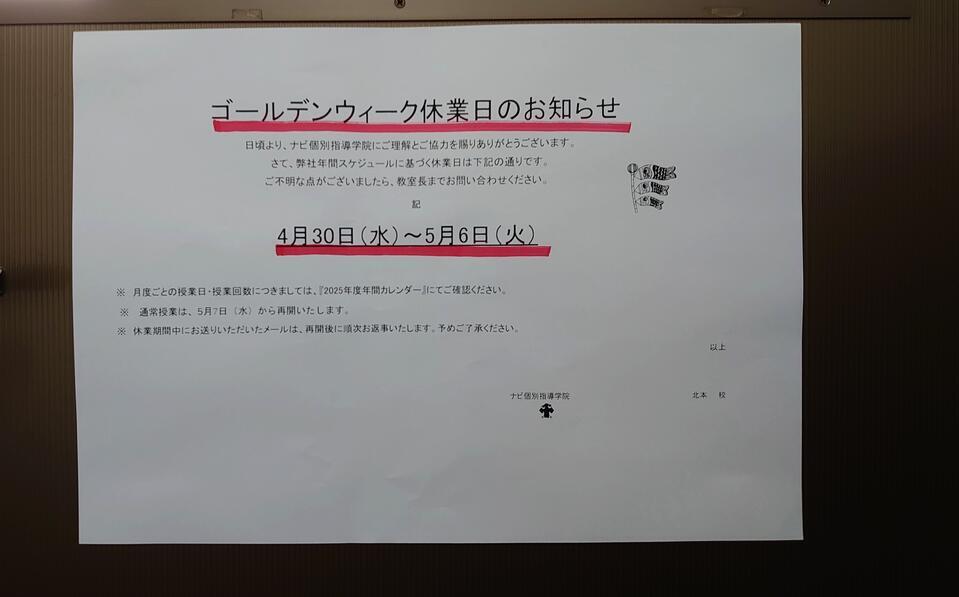 ゴールデンウィーク休業日のお知らせ
日頃より、ナビ個別指導学院にご理解とご協力を賜りありがとうございます。
さて、弊社年間スケジュールに基づく休業日は下記の通りです。
ご不明な点がございましたら、教室長までお問い合わせください。
記
4月30日(水)~5月6日(火)
※ 月度ごとの授業日・授業回数につきましては、『2025年度年間カレンダー』にてご確認ください。
※ 通常授業は、5月7日（水）から再開いたします。
※ 休業期間中にお送りいただいたメールは、再開後に順次お返事いたします。予めご了承ください。
以上
ナビ個別指導学院 北本 校